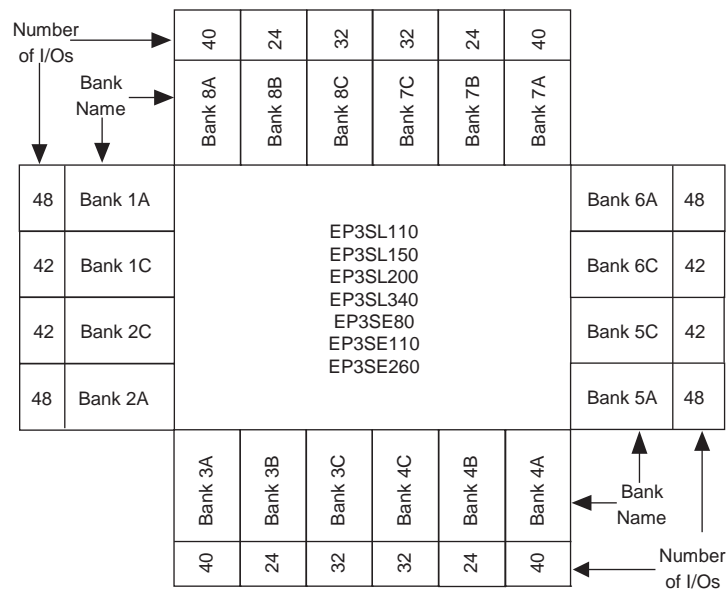 Number
of I/Os
40
24
32
32
24
40
Bank
Name
Bank 8A
Bank 8B
Bank 8C
Bank 7C
Bank 7B
Bank 7A
48
Bank 1A
42
Bank 1C
42
Bank 2C
48
Bank 2A
EP3SL110
EP3SL150
EP3SL200
EP3SL340
EP3SE80
EP3SE110
EP3SE260
Bank 6A
48
Bank 6C
42
Bank 5C
42
Bank 5A
48
Bank 3A
Bank 3B
Bank 3C
Bank 4C
Bank 4B
Bank 4A
Bank
Name
40
24
32
32
24
40
Number
of I/Os